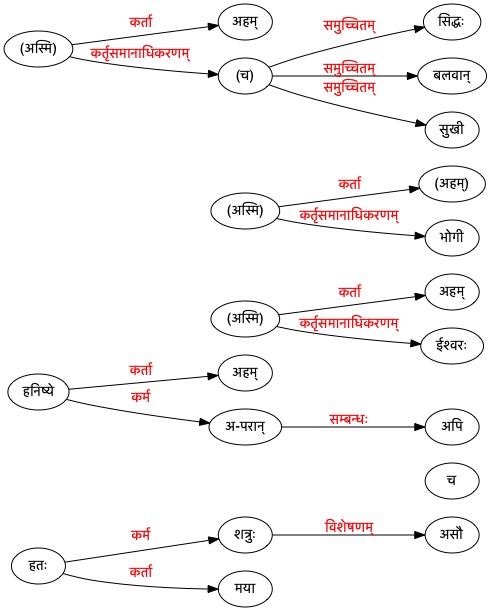 कर्ता अहम् समुच्चितम् सिद्धः
(अस्मि) कर्तृसमानाधिकरणम् (च) समुच्चितम् बलवान्
समुच्चितम् सुखी
(अस्मि) कर्ता (अहम्)
कर्तृसमानाधिकरणम् भोगी
(अस्मि) कर्ता अहम्
कर्तृसमानाधिकरणम् ईश्वरः
हनिष्ये कर्ता अहम्
कर्म अ-परान् सम्बन्धः अपि
च
हतः कर्म शत्रुः विशेषणम् असौ
कर्ता मया